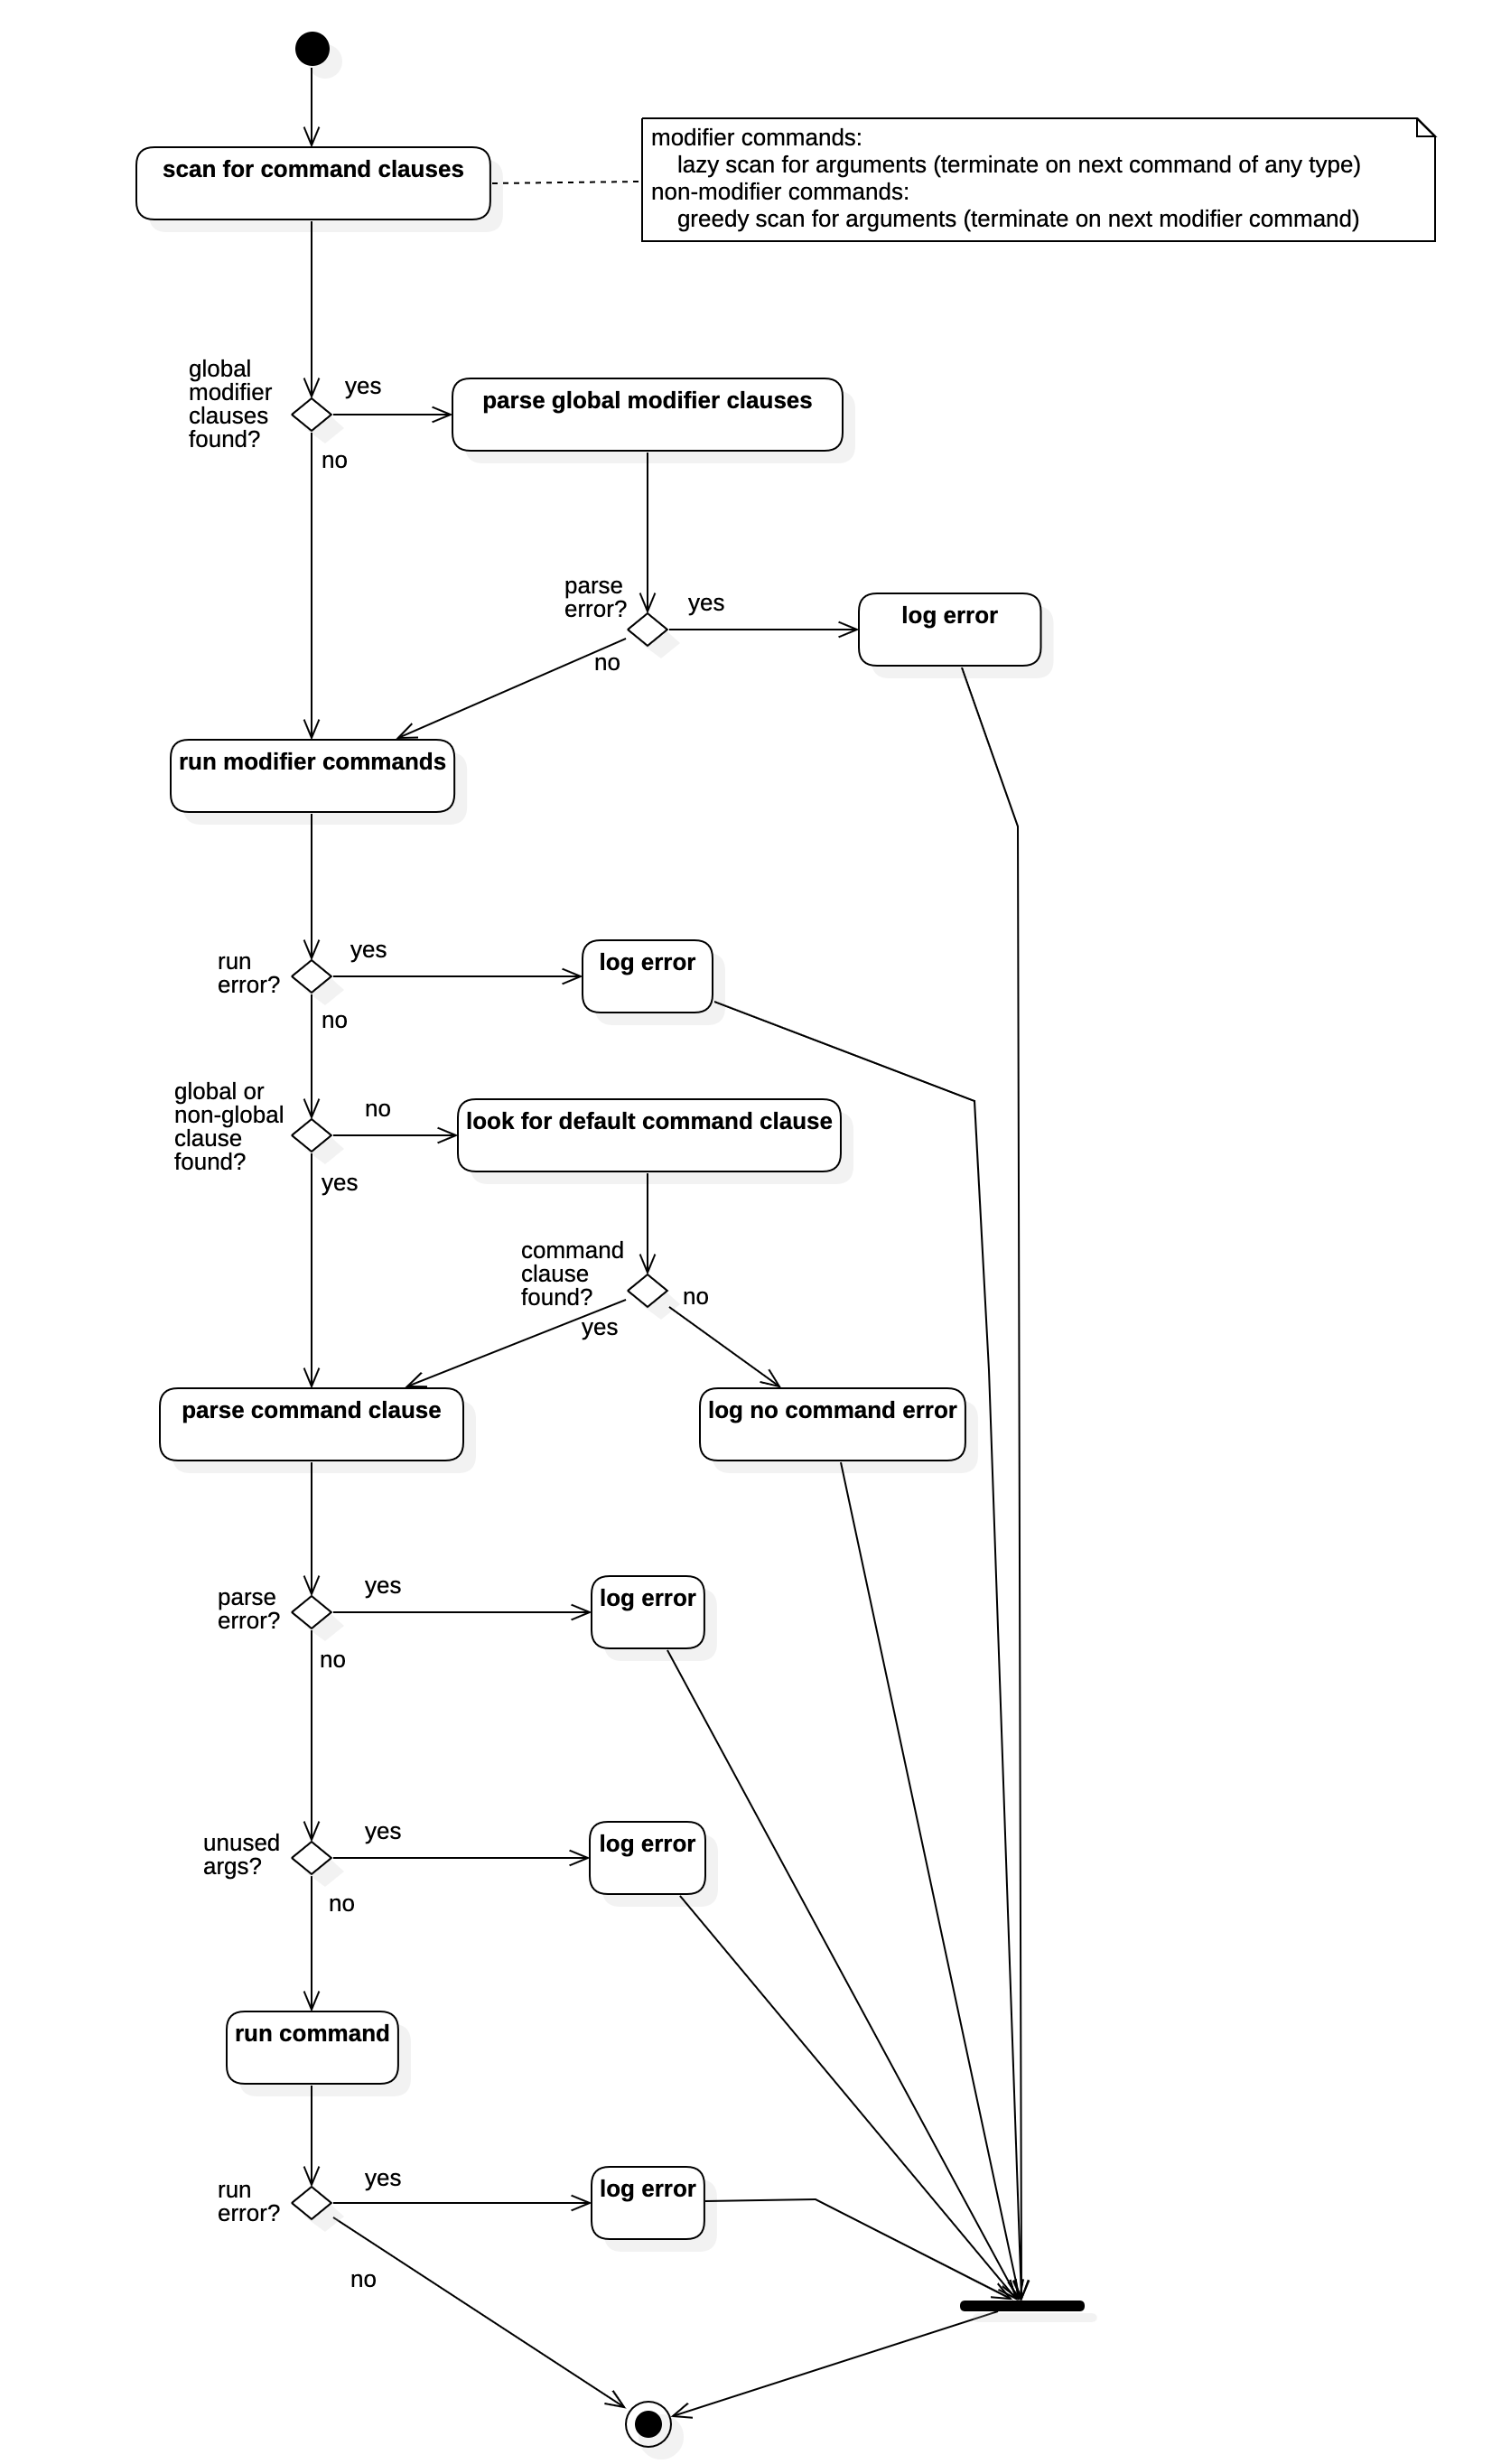 scan for command clauses
modifier commands:
lazy scan for arguments (terminate on next command of any type)
non-modifier commands:
greedy scan for arguments (terminate on next modifier command)
global
modifier
clauses
found?
yes
no
parse global modifier clauses
parse
error?
yes
no
log error
run modifier commands
run
error?
yes
no
log error
global or
non-global
clause
found?
no
yes
look for default command clause
command
clause
found?
no
yes
parse command clause
log no command error
parse
error?
yes
no
log error
unused
args?
yes
no
log error
run command
run
error?
yes
no
log error